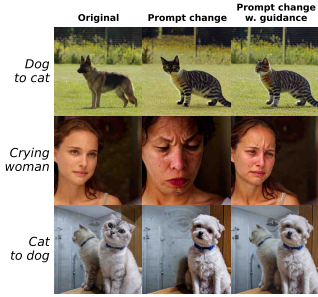 Original
Prompt change
Prompt change
w. guidance
Dog
to cat
Crying
woman
Cat
to dog